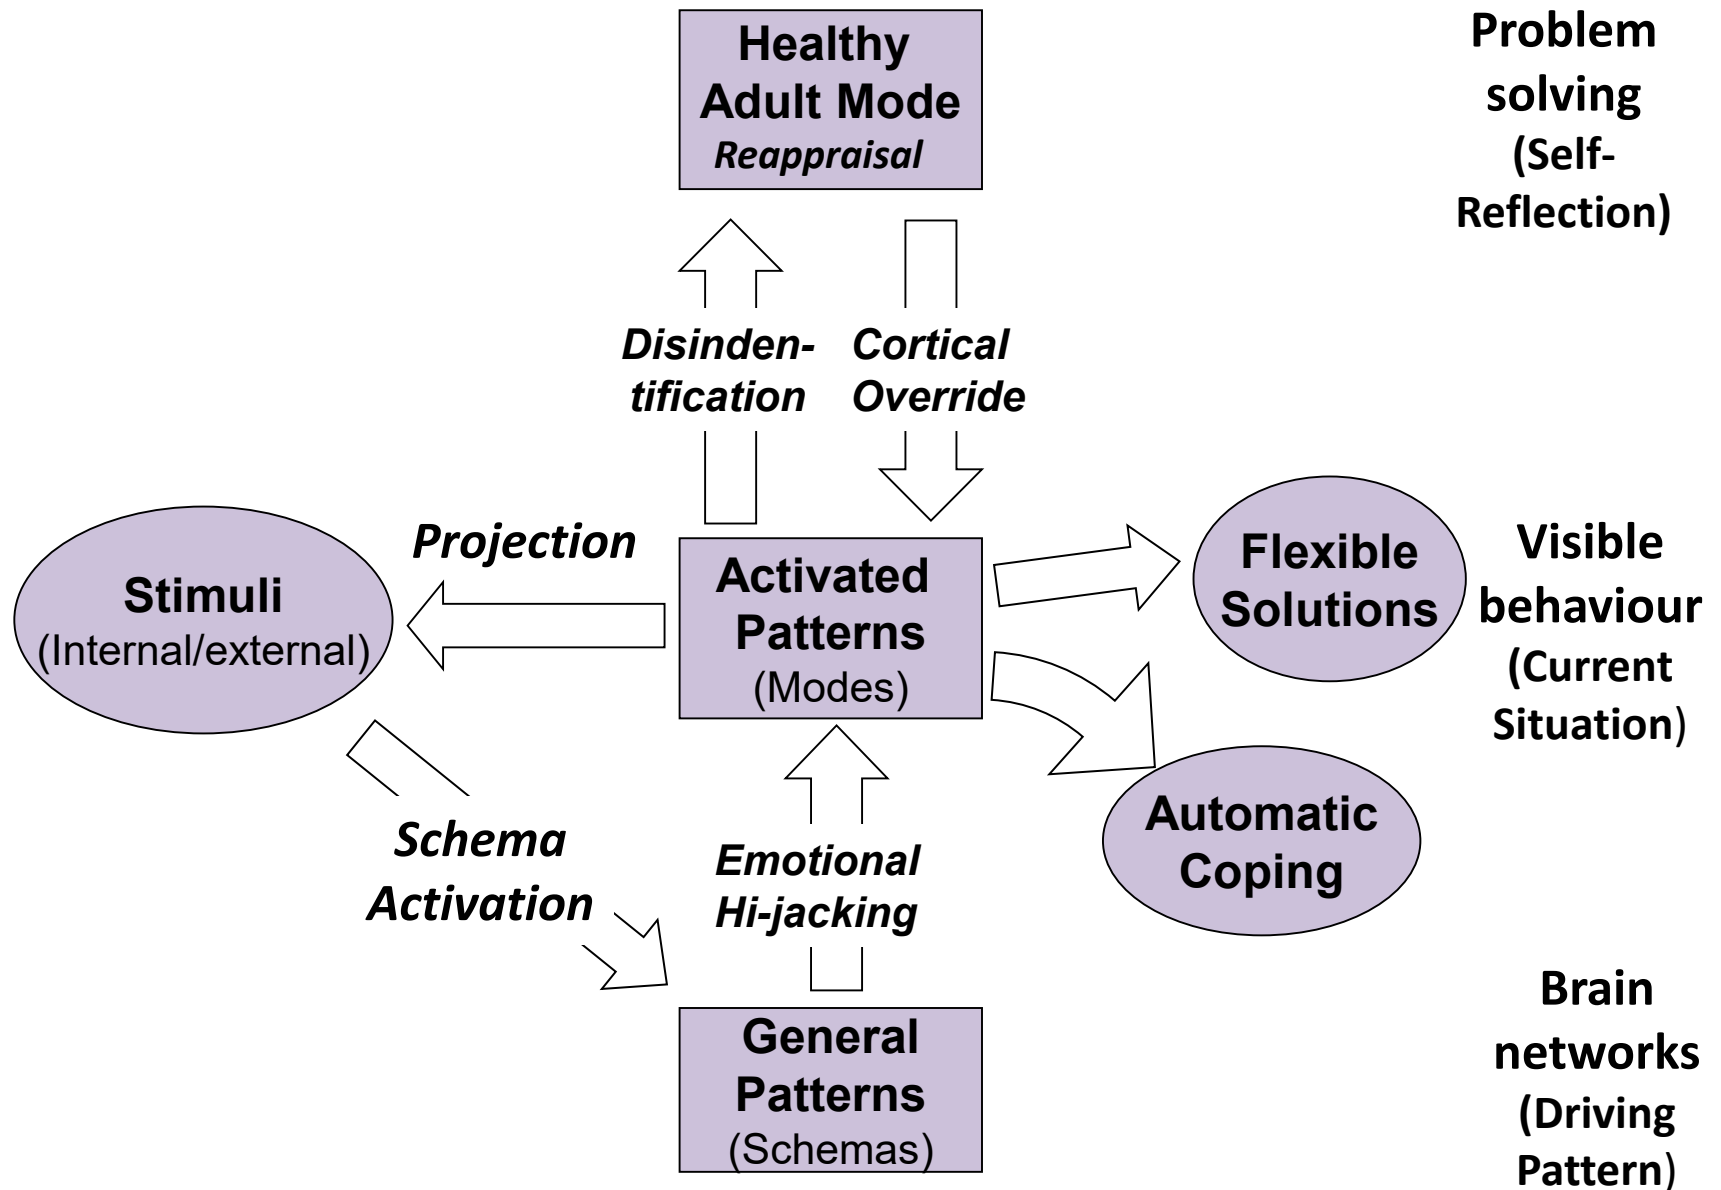 Healthy
Adult Mode
Reappraisal
Problem
solving
(Self-
Reflection)
Disinden-
tification
Cortical
Override
Projection
Stimuli
(Internal/external)
Activated
Patterns
(Modes)
Flexible
Solutions
Visible
behaviour
(Current
Situation)
Automatic
Coping
Schema
Activation
Emotional
Hi-jacking
General
Patterns
(Schemas)
Brain
networks
(Driving
Pattern)